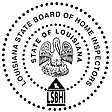 LOUISIANA STATE BOARD OF HOME INSPECTORS
STATE OF LOUISIANA
LSBHI